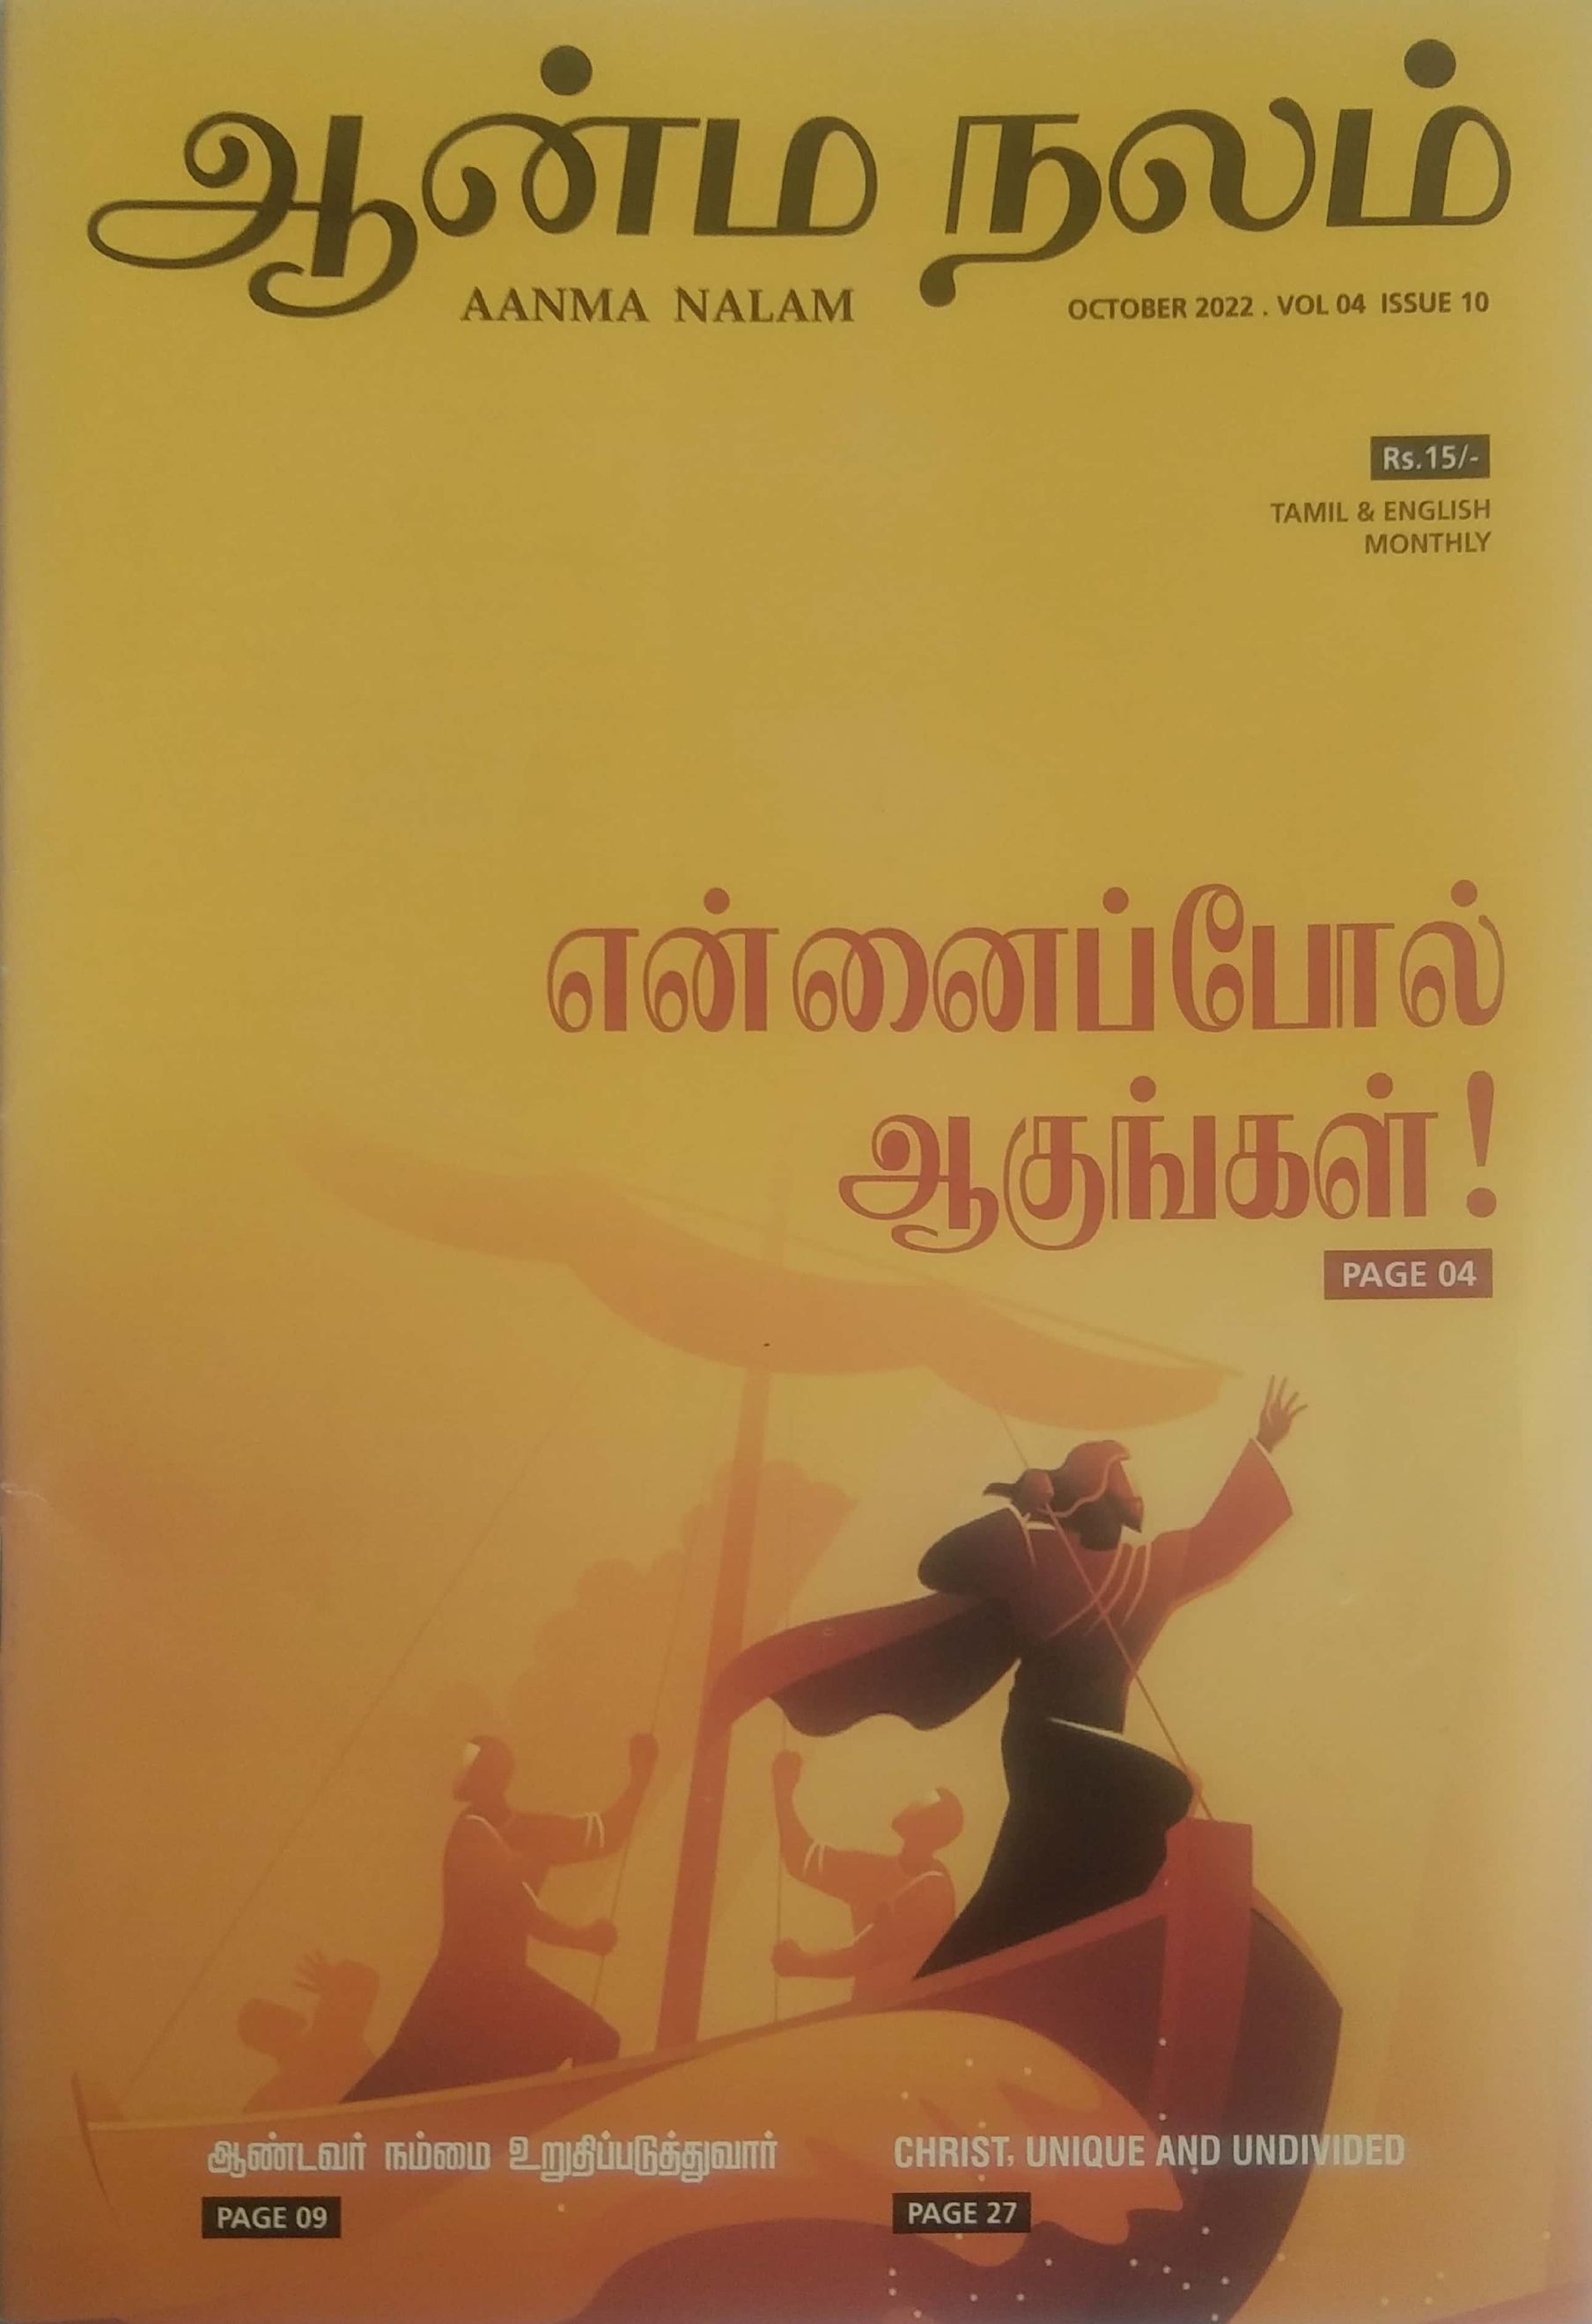 ஆன்ம நலம்
AANMA NALAM
OCTOBER 2022 . VOL 04 ISSUE 10
Rs.15/-
TAMIL & ENGLISH
MONTHLY
என்னைப்போல்
ஆகுங்கள்!
PAGE 04
ஆண்டவர் நம்மை உறுதிப்படுத்துவார்
PAGE 09
CHRIST, UNIQUE AND UNDIVIDED
PAGE 27